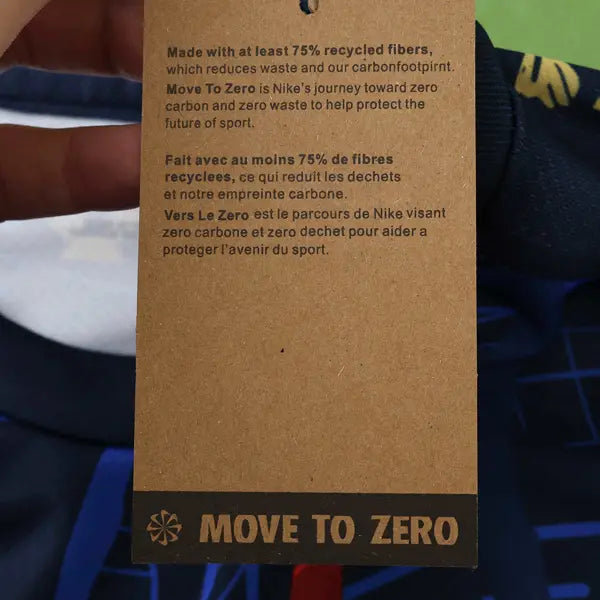 Made with at least 75% recycled fibers,
which reduces waste and our carbonfootpirnt.
Move To Zero is Nike's journey toward zero
carbon and zero waste to help protect the
future of sport.
Fait avec au moins 75% de fibres
recyclees, ce qui reduit les dechets
et notre empreinte carbone.
Vers Le Zero est le parcours de Nike visant
zero carbone et zero dechet pour aider a
proteger l'avenir du sport.
MOVE TO ZERO